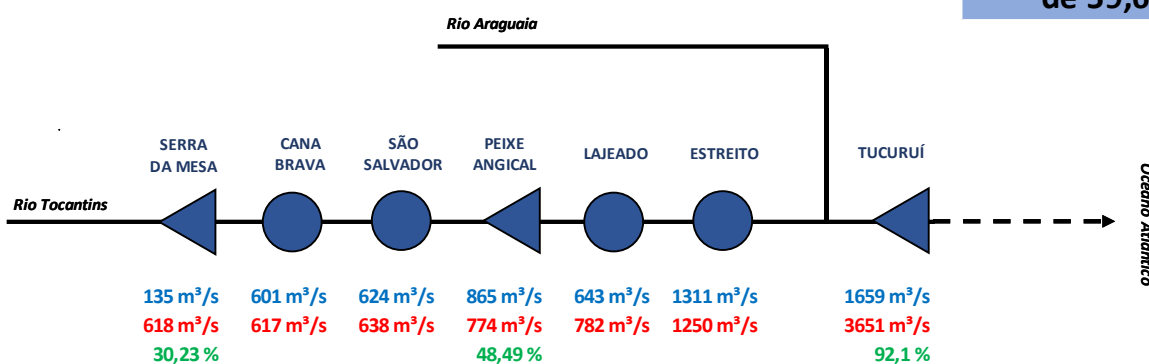 Rio Araguaia
SERRA
DA MESA
CANA
BRAVA
SÃO
SALVADOR
PEIXE
ANGICAL
LAJEADO
ESTREITO
TUCURUÍ
Rio Tocantins
Oceano Atlântico
135 m³/s 601 m³/s 624 m³/s 865 m³/s 643 m³/s 1311 m³/s 1659 m³/s
618 m³/s 617 m³/s 638 m³/s 774 m³/s 782 m³/s 1250 m³/s 3651 m³/s
30,23 % 48,49 % 92,1 %